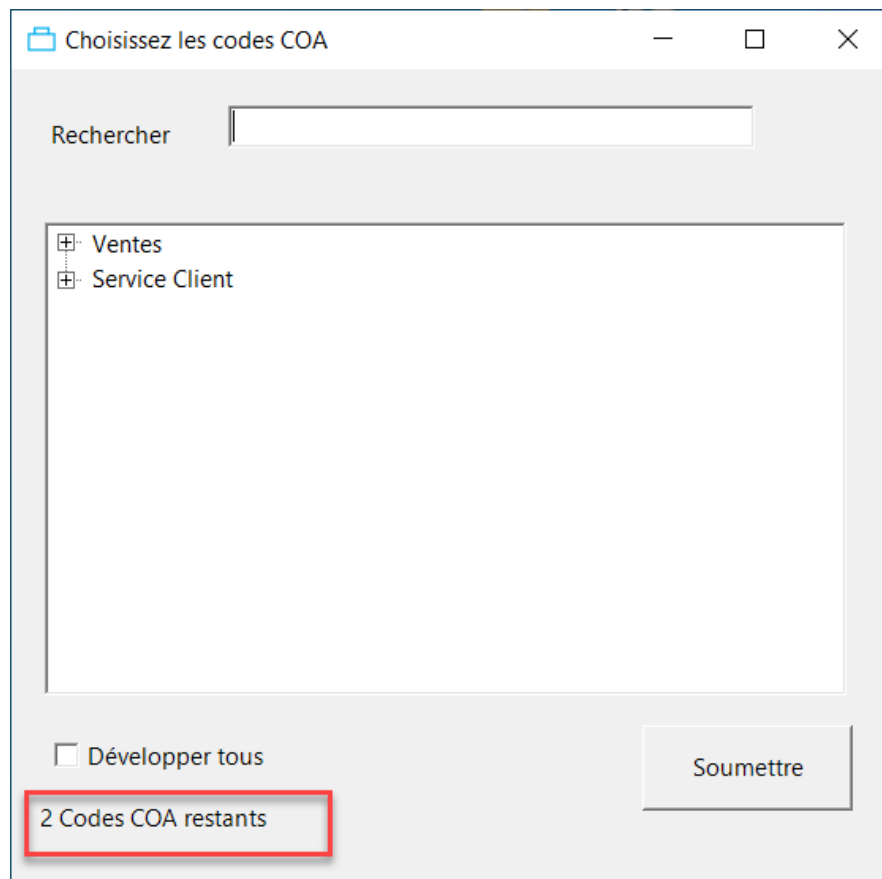 Choisissez les codes COA
Rechercher
Ventes
Service Client
Développer tous
Soumettre
2 Codes COA restants